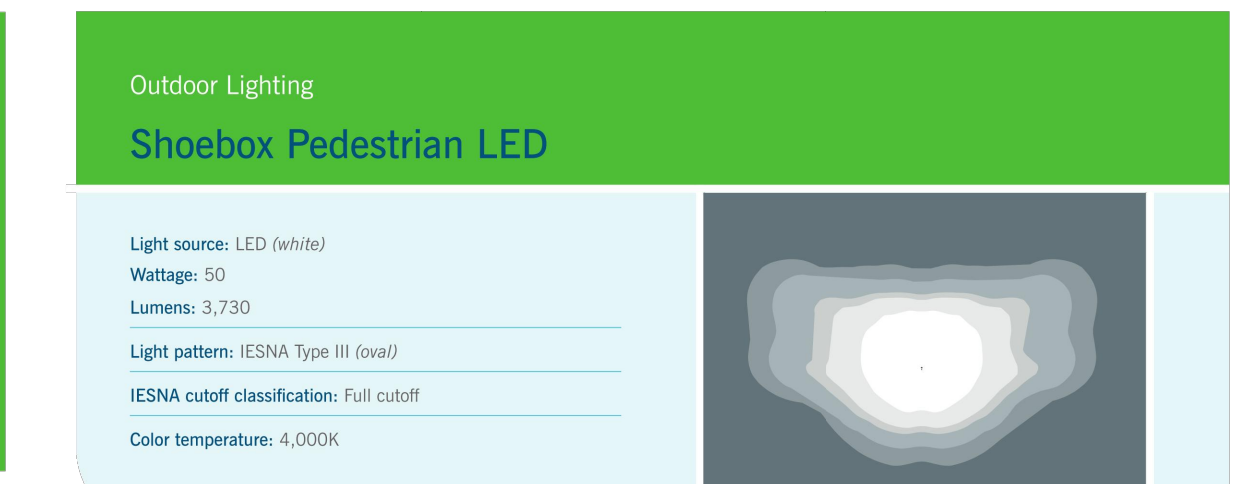 Outdoor Lighting
Shoebox Pedestrian LED
Light source: LED (white)
Wattage: 50
Lumens: 3,730
Light pattern: IESNA Type III (oval)
IESNA cutoff classification: Full cutoff
Color temperature: 4,000K